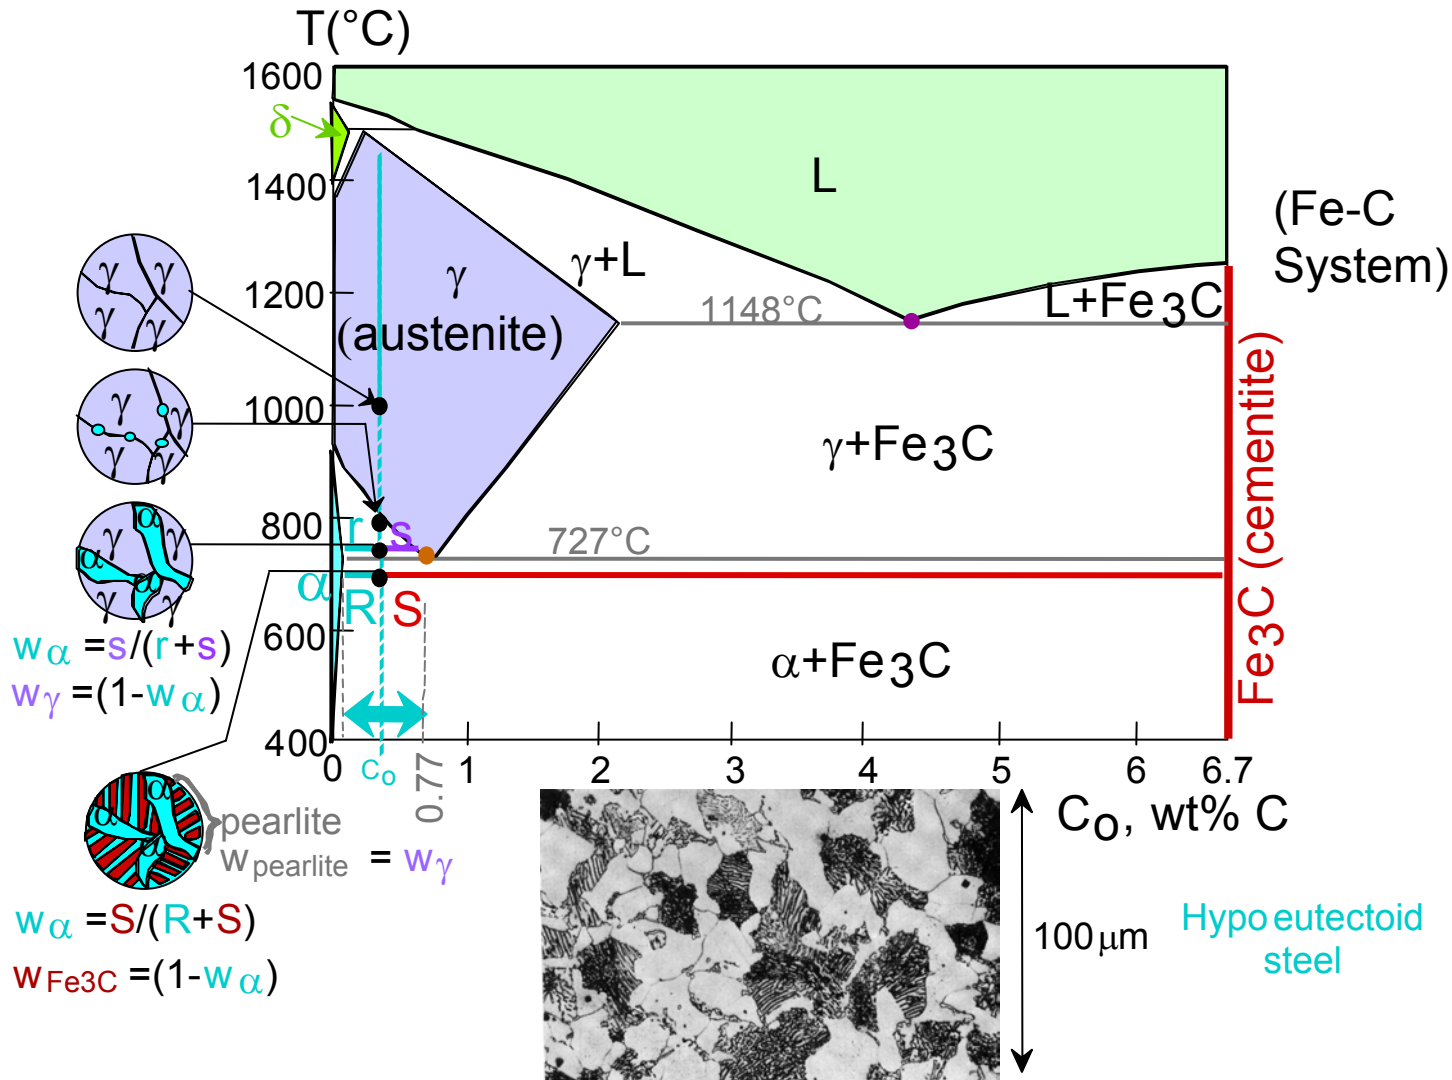 T(°C)
1600
δ
L
1400
(Fe-C
System)
γ+L
γ
γ
γ
γ
γ
(austenite)
1200
1148°C
L+Fe3C
γ
γ
γ
γ
1000
γ+Fe3C
Fe3C (cementite)
800
r
s
727°C
α
γ
γ
α
α
γ
γ
α
R
S
600
wα =s/(r+s)
wγ =(1-wα)
α+Fe3C
400
0
Co
0.77
1
2
3
4
5
6
6.7
Co, wt% C
α
α
α
pearlite
wpearlite = wγ
wα =S/(R+S)
wFe3C =(1-wα)
100μm
Hypo eutectoid
steel